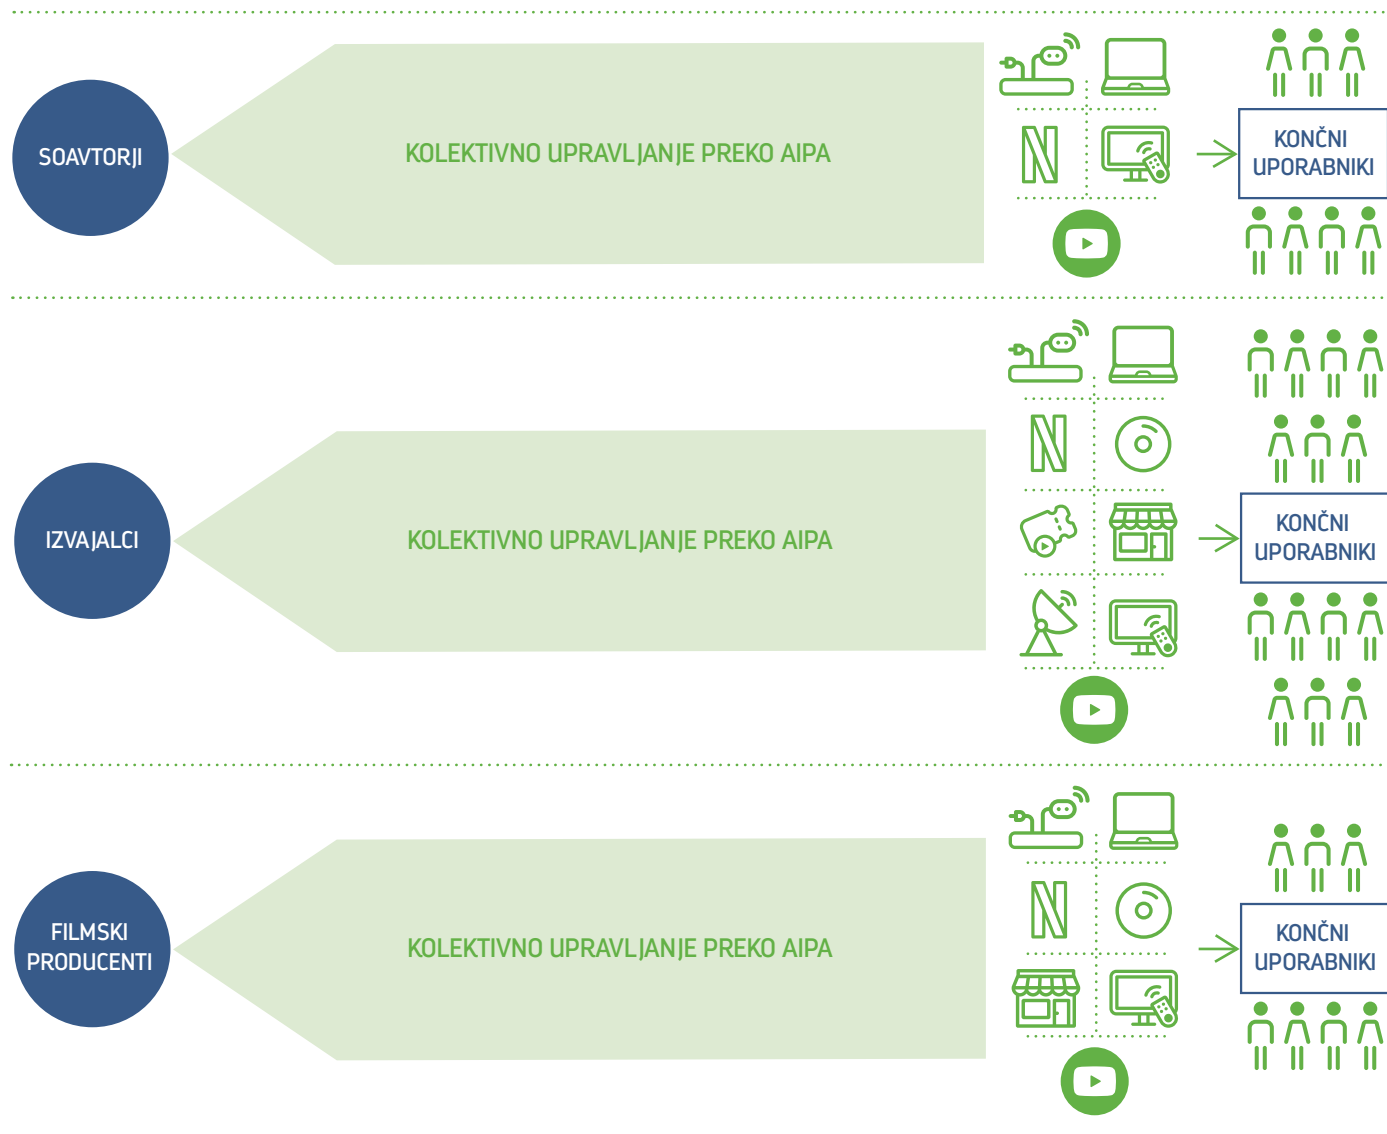 SOAVTORJI
KOLEKTIVNO UPRAVLJANJE PREKO AIPA
KONČNI
UPORABNIKI
IZVAJALCI
KOLEKTIVNO UPRAVLJANJE PREKO AIPA
KONČNI
UPORABNIKI
FILMSKI
PRODUCENTI
KOLEKTIVNO UPRAVLJANJE PREKO AIPA
KONČNI
UPORABNIKI